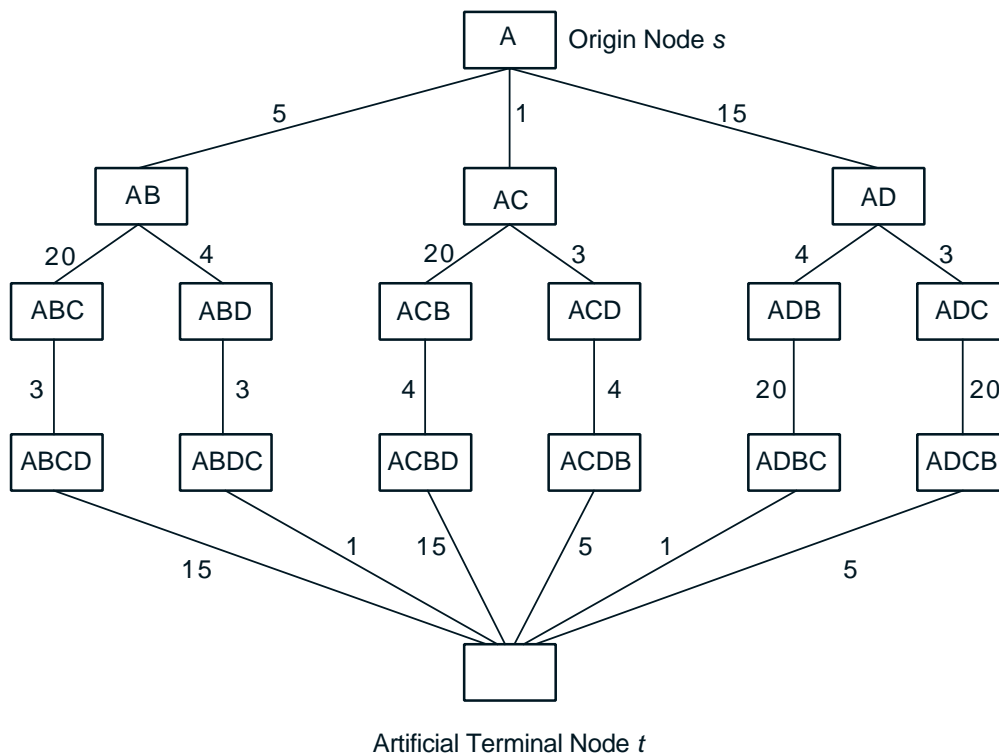 A Origin Node s
5 1 15
AB AC AD
20 4 20 3 4 3
ABC ABD ACB ACD ADB ADC
3 3 4 4 20 20
ABCD ABDC ACBD ACDB ADBC ADCB
15 1 15 5 1 5
Artificial Terminal Node t